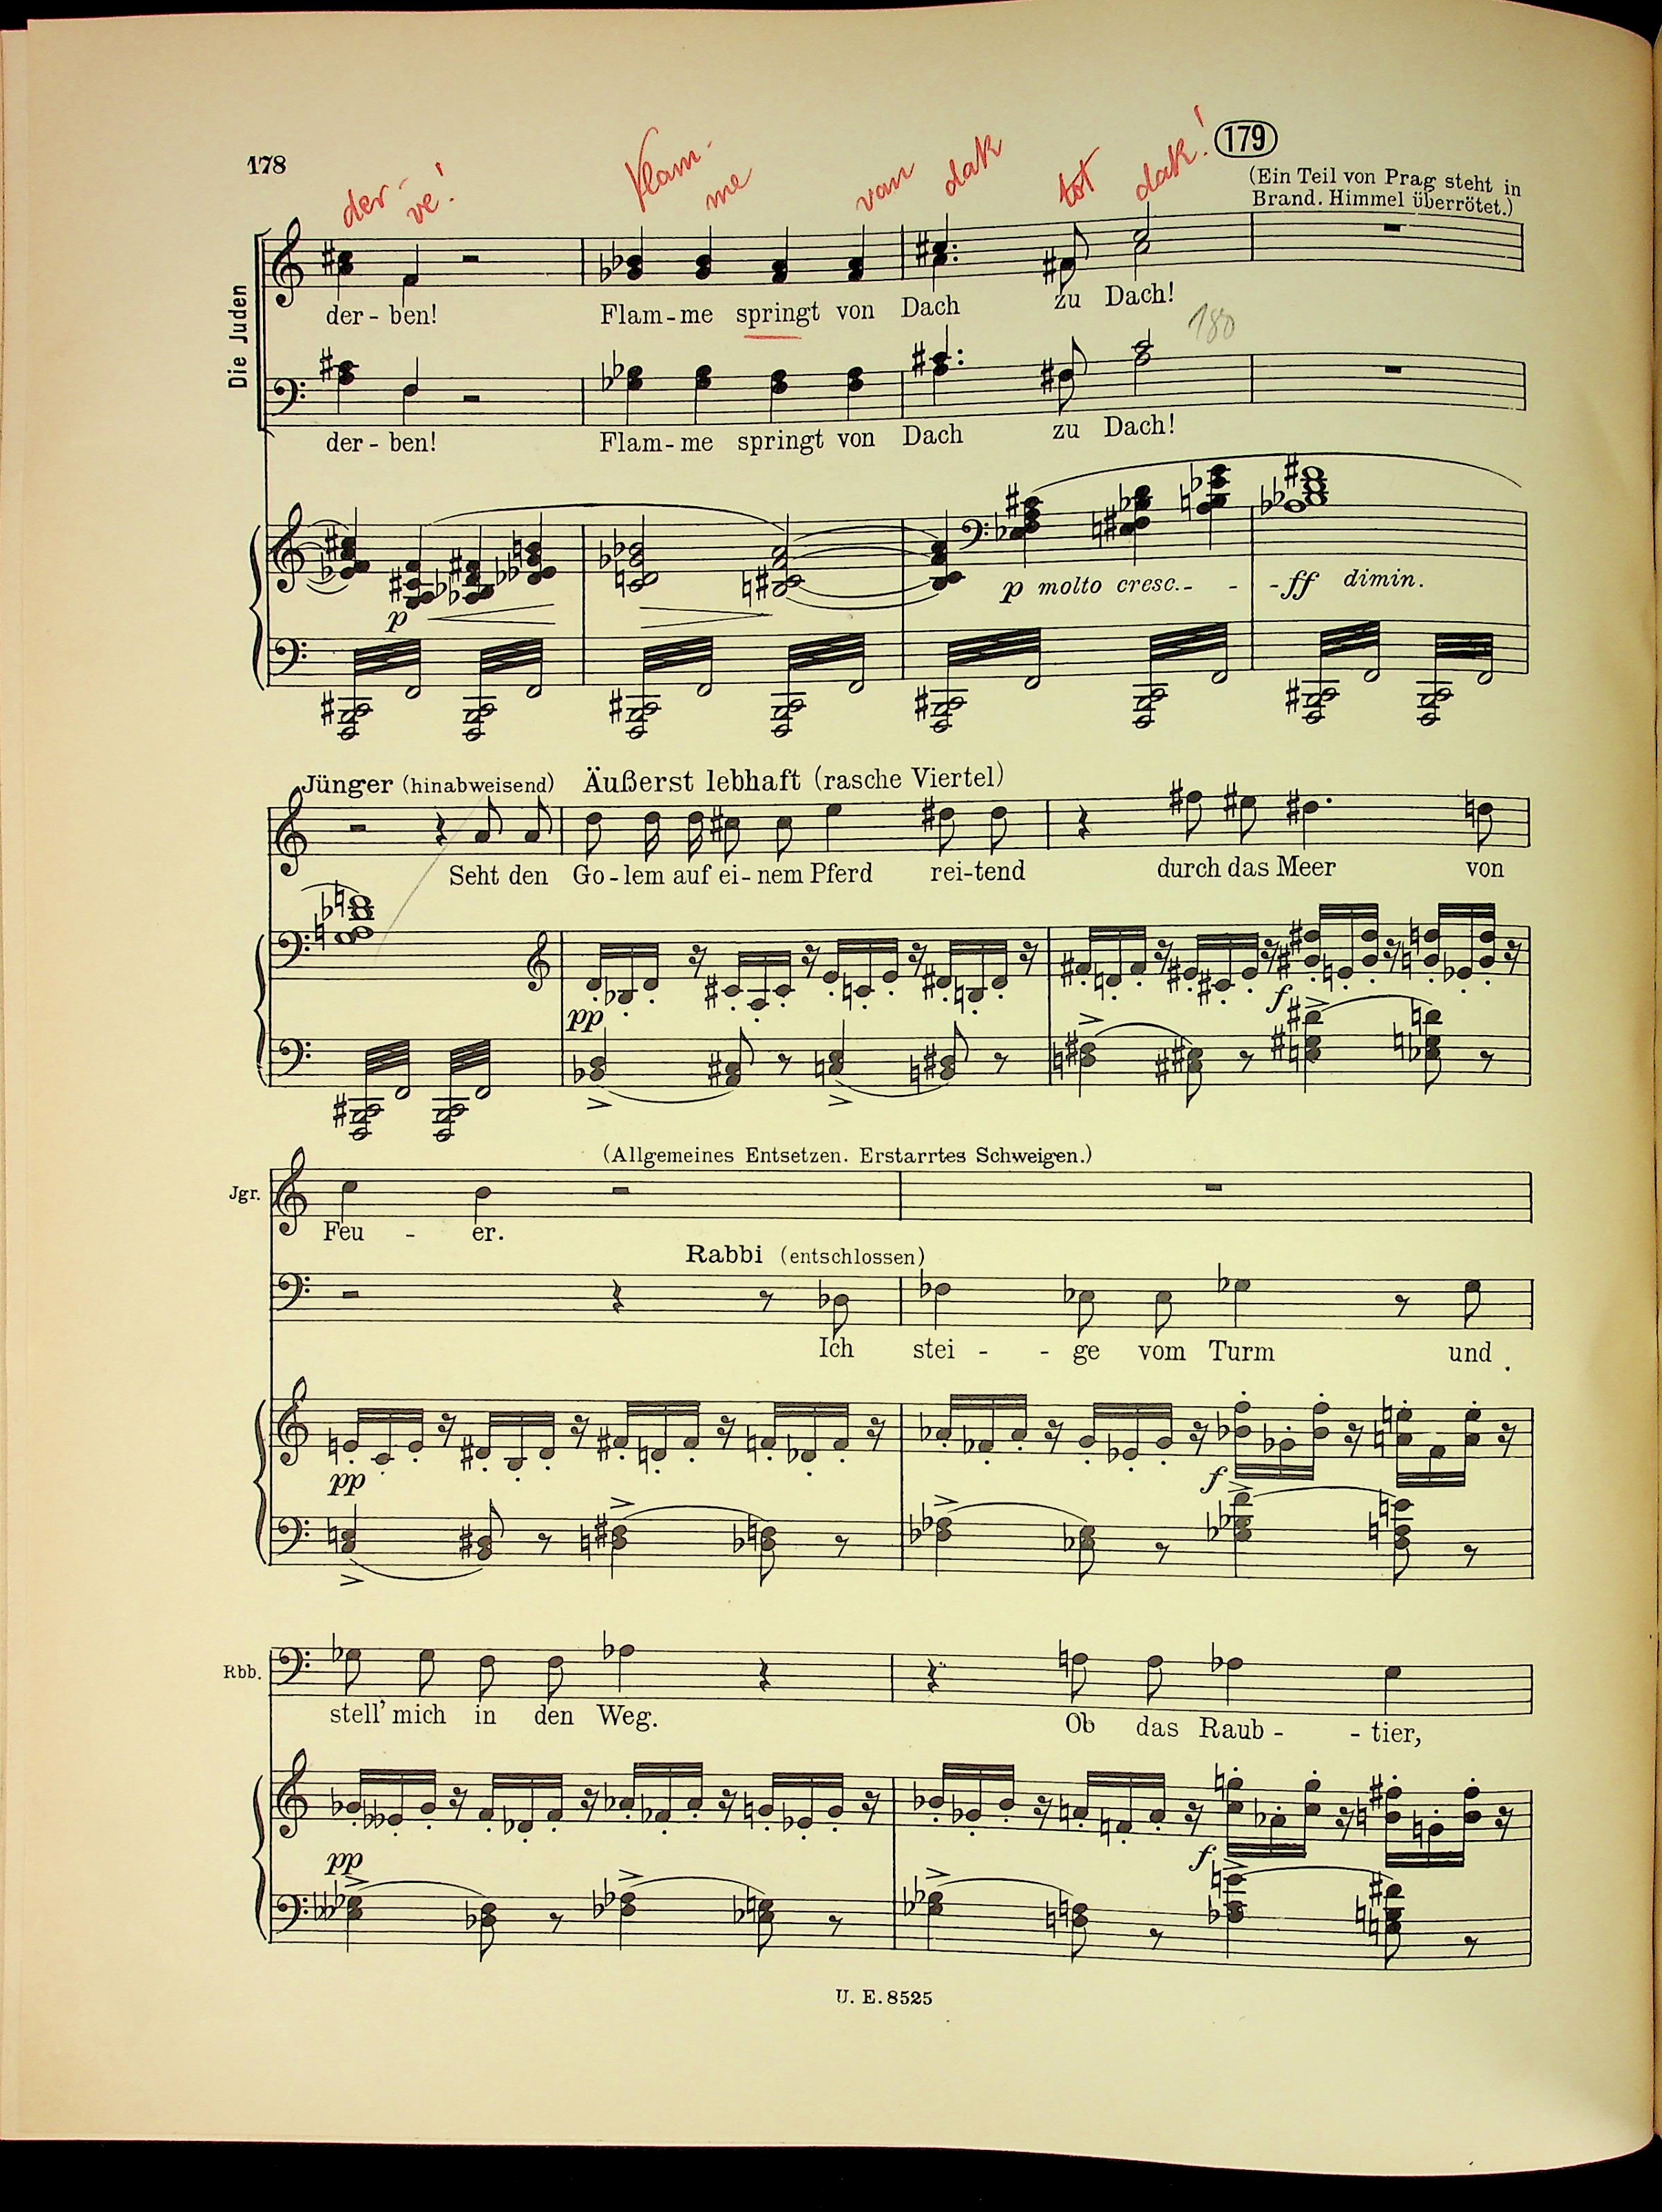 178
der- ve! Vlam- me van dak tot dak!
179
(Ein Teil von Prag steht in
Brand. Himmel überrötet.)
Die Juden
der - ben! Flam - me springt von Dach zu Dach!
180
der - ben! Flam - me springt von Dach zu Dach!
p p molto cresc. - - - ff dimin.
Jünger (hinabweisend) Äußerst lebhaft (rasche Viertel)
Seht den Go - lem auf ei - nem Pferd rei - tend durch das Meer von
pp f
(Allgemeines Entsetzen. Erstarrtes Schweigen.)
Jgr.
Feu - er.
Rabbi (entschlossen)
Ich stei - - ge vom Turm und
pp f
Rbb.
stell' mich in den Weg. Ob das Raub - - tier,
pp f
U. E. 8525